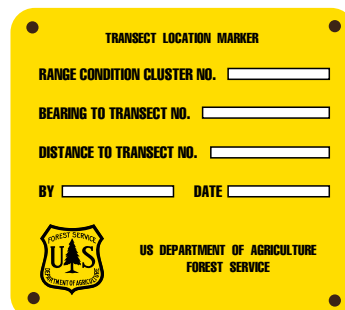 TRANSECT LOCATION MARKER
RANGE CONDITION CLUSTER NO.
BEARING TO TRANSECT NO.
DISTANCE TO TRANSECT NO.
BY DATE
FOREST SERVICE
U S
DEPARTMENT OF AGRICULTURE
US DEPARTMENT OF AGRICULTURE
FOREST SERVICE